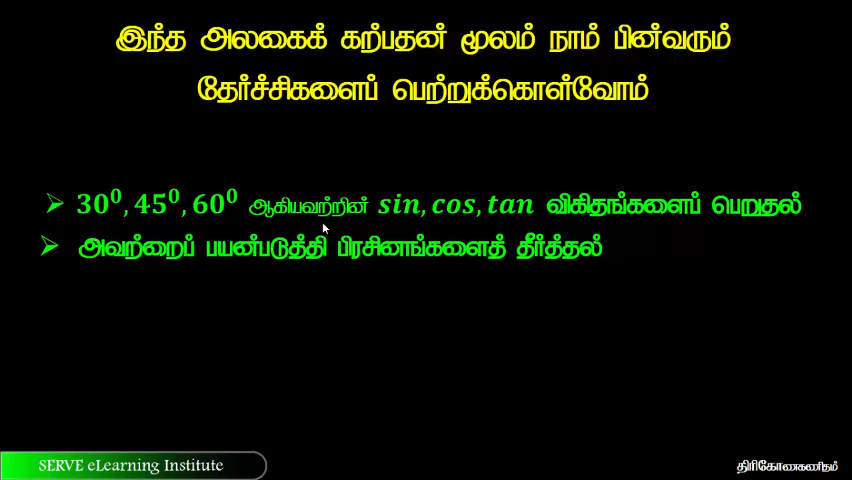 இந்த அலகைக் கற்பதன் மூலம் நாம் பின்வரும்
தேர்ச்சிகளைப் பெற்றுக்கொள்வோம்
➢ 30⁰, 45⁰, 60⁰ ஆகியவற்றின் sin, cos, tan விகிதங்களைப் பெறுதல்
➢ அவற்றைப் பயன்படுத்தி பிரசினங்களைத் தீர்த்தல்
SERVE eLearning Institute
திரிகோணகணிதம்